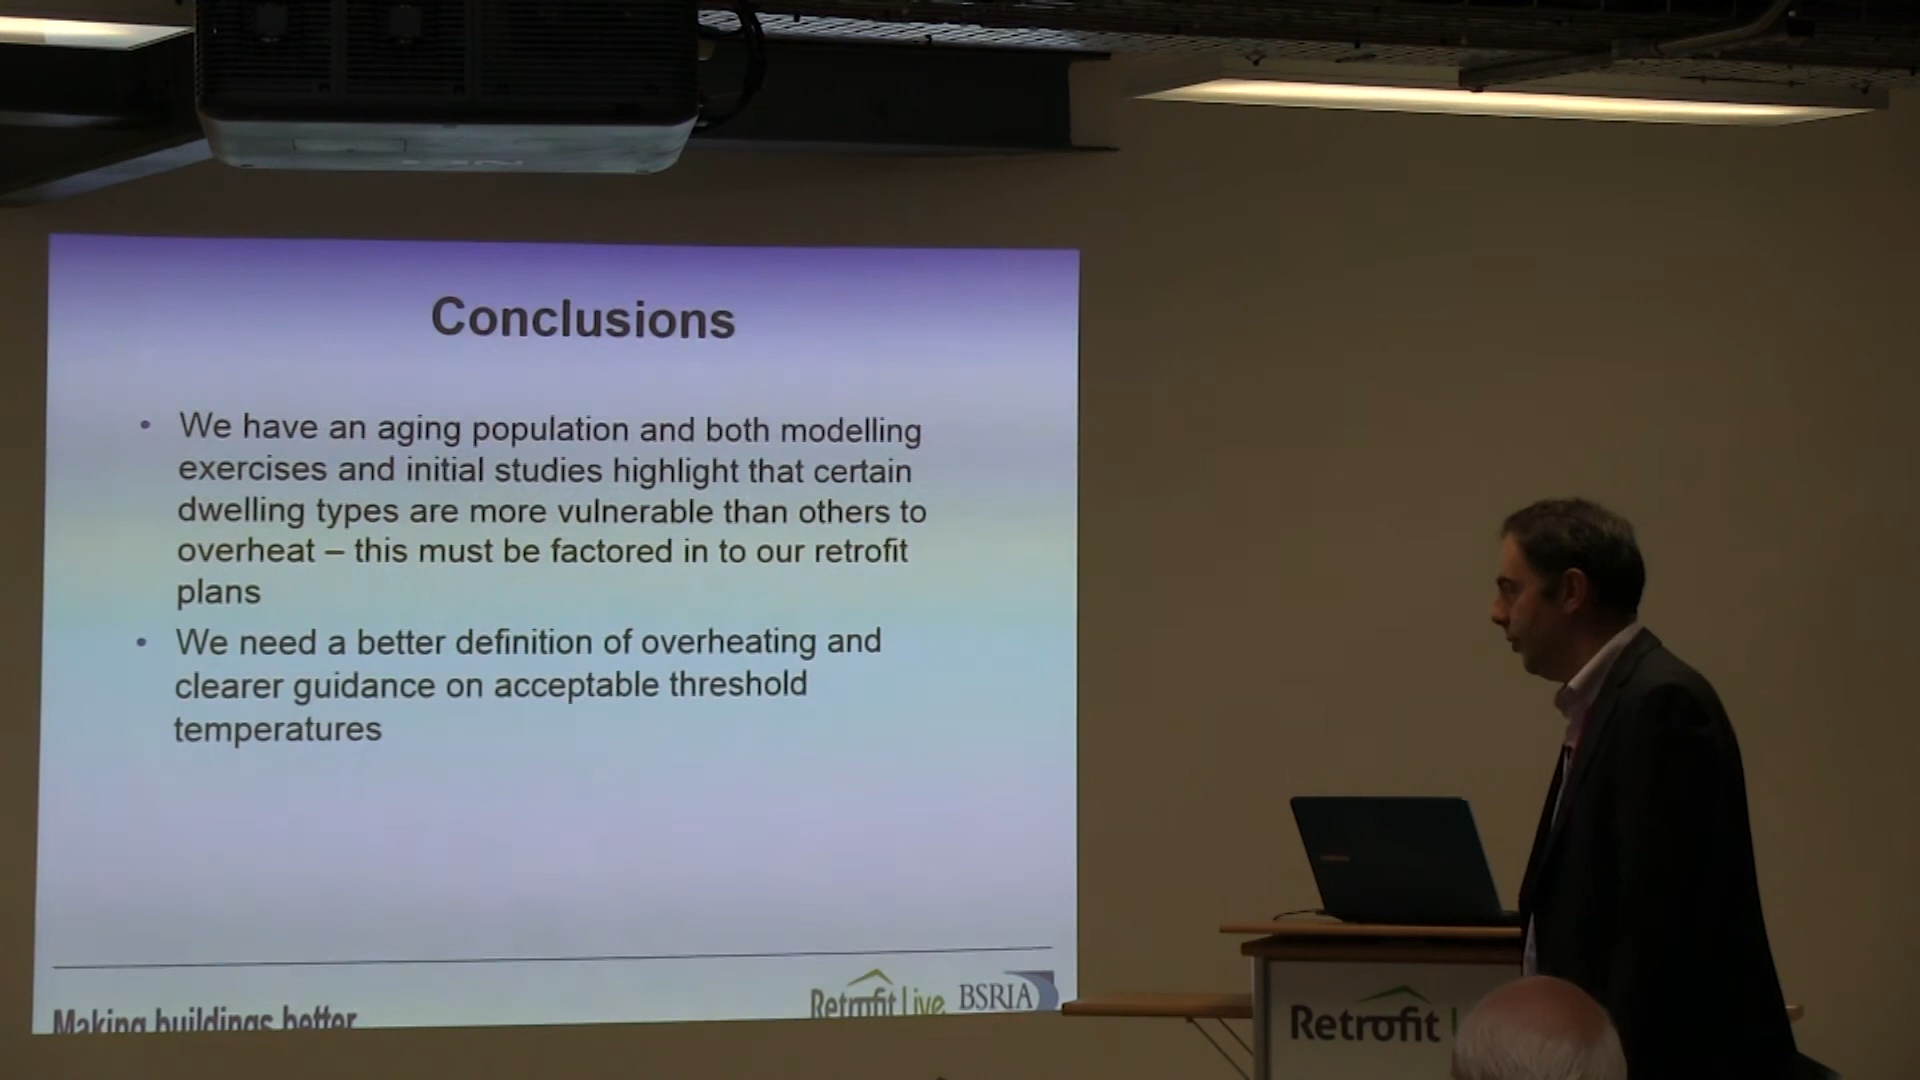 NEC
Conclusions
• We have an aging population and both modelling
exercises and initial studies highlight that certain
dwelling types are more vulnerable than others to
overheat – this must be factored in to our retrofit
plans
• We need a better definition of overheating and
clearer guidance on acceptable threshold
temperatures
Making buildings better
Retrofit Live
BSRIA
Retrofit